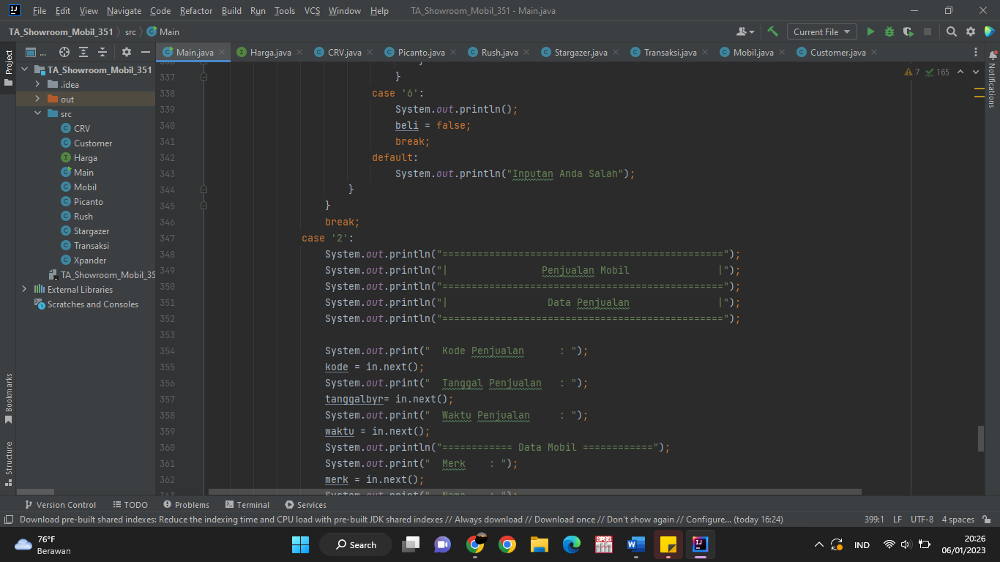 File Edit View Navigate Code Refactor Build Run Tools VCS Window Help TA_Showroom_Mobil_351 - Main.java
TA_Showroom_Mobil_351 src Main Current File
Project ... Main.java Harga.java CRV.java Picanto.java Rush.java Stargazer.java Transaksi.java Mobil.java Customer.java
TA_Showroom_Mobil_351
.idea
out
src
CRV
Customer
Harga
Main
Mobil
Picanto
Rush
Stargazer
Transaksi
Xpander
TA_Showroom_Mobil_35
External Libraries
Scratches and Consoles
7 165
Notifications
337 }
338 case '6':
339 System.out.println();
340 beli = false;
341 break;
342 default:
343 System.out.println("Inputan Anda Salah");
344 }
345 }
346 break;
347 case '2':
348 System.out.println("================================================");
349 System.out.println("| Penjualan Mobil |");
350 System.out.println("================================================");
351 System.out.println("| Data Penjualan |");
352 System.out.println("================================================");
353
354 System.out.print(" Kode Penjualan : ");
355 kode = in.next();
356 System.out.print(" Tanggal Penjualan : ");
357 tanggalbyr= in.next();
358 System.out.print(" Waktu Penjualan : ");
359 waktu = in.next();
360 System.out.println("============ Data Mobil ============");
361 System.out.print(" Merk : ");
362 merk = in.next();
363 System.out.print(" Nama : ");
Bookmarks
Structure
Version Control TODO Problems Terminal Services
Download pre-built shared indexes: Reduce the indexing time and CPU load with pre-built JDK shared indexes // Always download // Download once // Don't show again // Configure... (today 16:24) 399:1 LF UTF-8 4 spaces
76°F
Berawan
Search
SPSS
IND
20:26
06/01/2023